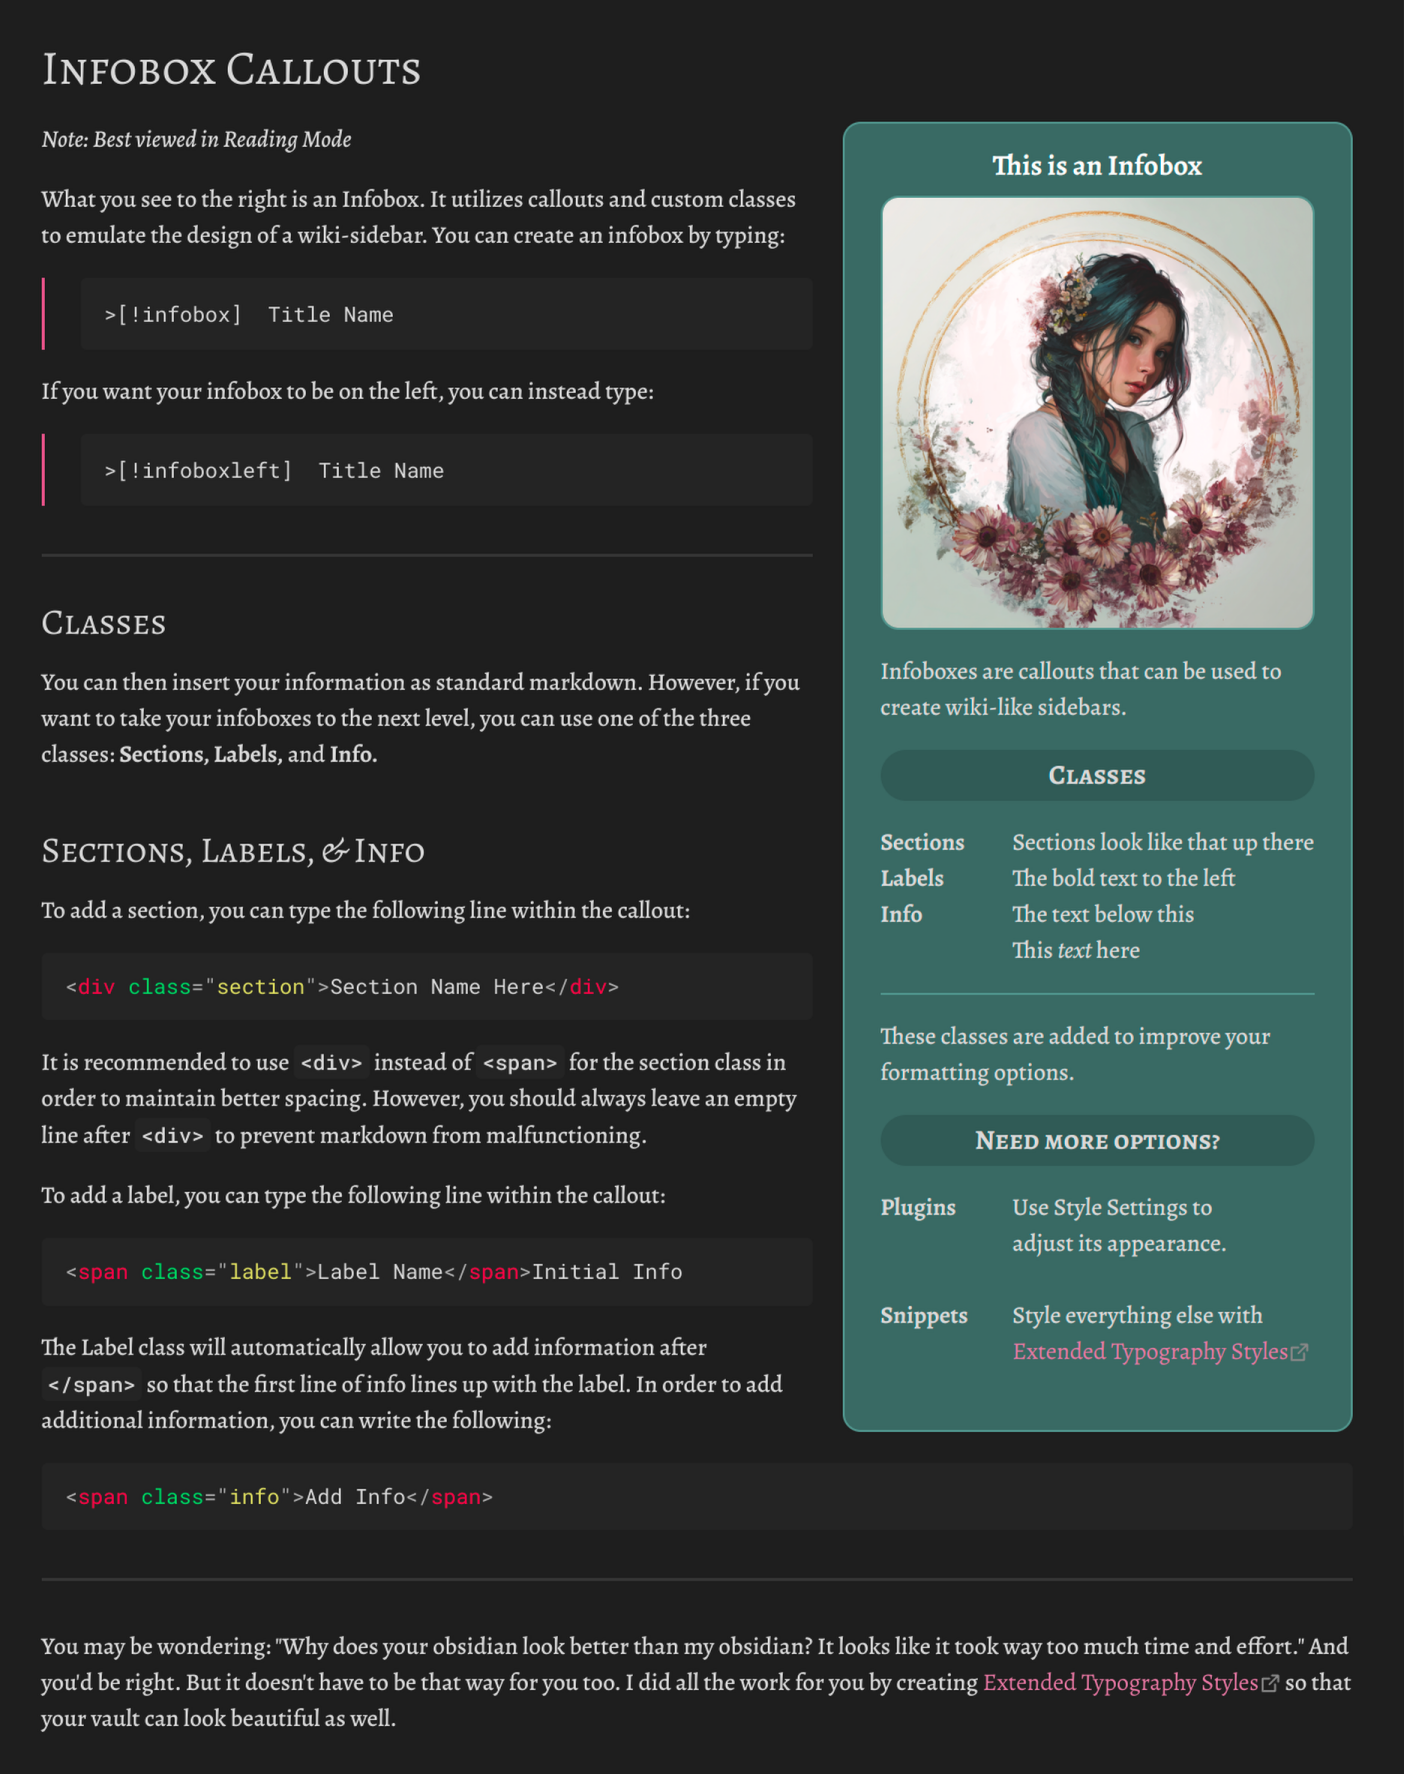 Infobox Callouts
Note: Best viewed in Reading Mode
What you see to the right is an Infobox. It utilizes callouts and custom classes
to emulate the design of a wiki-sidebar. You can create an infobox by typing:
>[!infobox]  Title Name
If you want your infobox to be on the left, you can instead type:
>[!infoboxleft]  Title Name
Classes
You can then insert your information as standard markdown. However, if you
want to take your infoboxes to the next level, you can use one of the three
classes: Sections, Labels, and Info.
Sections, Labels, & Info
To add a section, you can type the following line within the callout:
<div class="section">Section Name Here</div>
It is recommended to use <div> instead of <span> for the section class in
order to maintain better spacing. However, you should always leave an empty
line after <div> to prevent markdown from malfunctioning.
To add a label, you can type the following line within the callout:
<span class="label">Label Name</span>Initial Info
The Label class will automatically allow you to add information after
</span> so that the first line of info lines up with the label. In order to add
additional information, you can write the following:
<span class="info">Add Info</span>
This is an Infobox
Infoboxes are callouts that can be used to
create wiki-like sidebars.
Classes
Sections Sections look like that up there
Labels The bold text to the left
Info The text below this
This text here
These classes are added to improve your
formatting options.
Need more options?
Plugins Use Style Settings to
adjust its appearance.
Snippets Style everything else with
Extended Typography Styles
You may be wondering: "Why does your obsidian look better than my obsidian? It looks like it took way too much time and effort." And
you'd be right. But it doesn't have to be that way for you too. I did all the work for you by creating Extended Typography Styles so that
your vault can look beautiful as well.